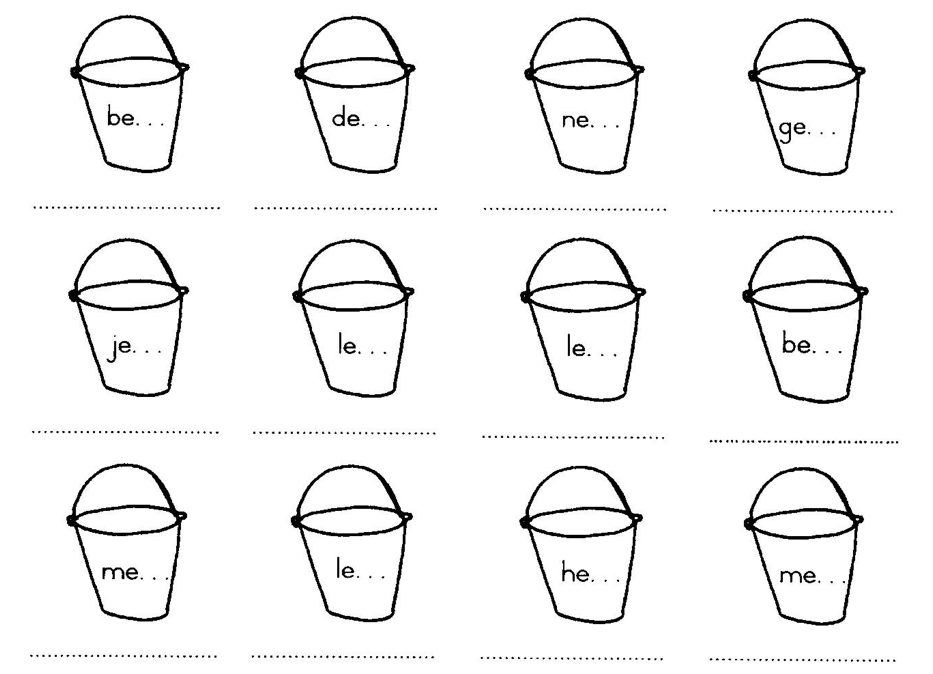 be. . .
de. . .
ne. . .
ge. . .
je. . .
le. . .
le. . .
be. . .
me. . .
le. . .
he. . .
me. . .